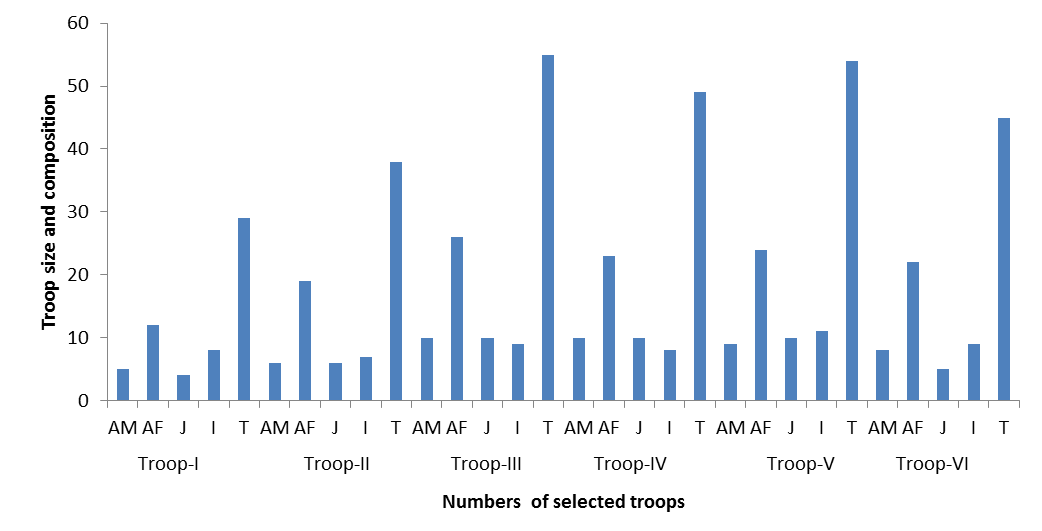 60
50
40
30
20
10
0
Troop size and composition
AM AF J I T AM AF J I T AM AF J I T AM AF J I T AM AF J I T AM AF J I T
Troop-I Troop-II Troop-III Troop-IV Troop-V Troop-VI
Numbers of selected troops